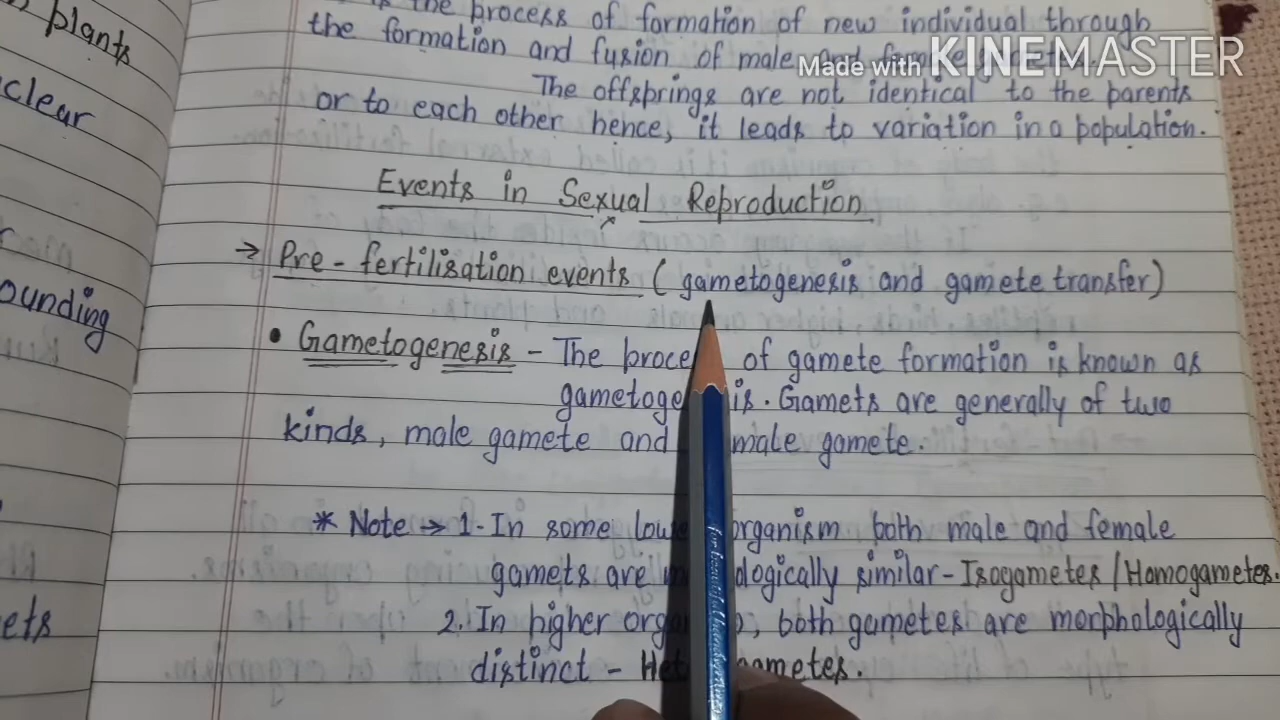 plants
clear
ounding
ets
the process of formation of new individual through
the formation and fusion of male and
Made with KINEMASTER
The offsprings are not identical to the parents
or to each other hence, it leads to variation in a population.
Events in Sexual Reproduction
→ Pre-fertilisation events (gametogenesis and gamete transfer)
• Gametogenesis - The proce of gamete formation is known as
gametoge is. Gamets are generally of two
kinds, male gamete and male gamete.
* Note → 1- In some lowe organism both male and female
gamets are ologically similar - Isogametes / Homogametes.
2. In higher orga , both gametes are morphologically
distinct - Het gametes.